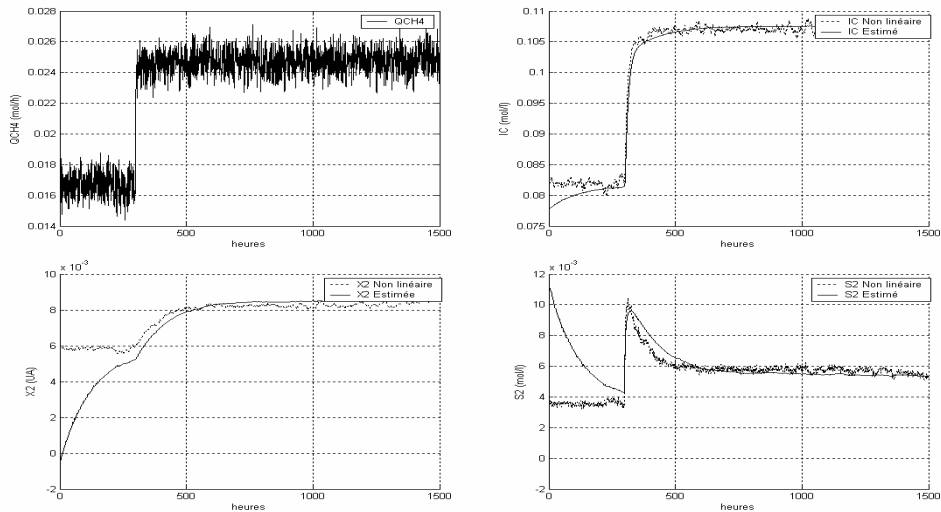 QCH4
QCH4 (mol/h)
0.028
0.026
0.024
0.022
0.02
0.018
0.016
0.014
0
500
1000
1500
heures
IC Non linéaire
IC Estimé
IC (mol/l)
0.11
0.105
0.1
0.095
0.09
0.085
0.08
0.075
0
500
1000
1500
heures
x 10⁻³
X2 Non linéaire
X2 Estimée
X2 (UA)
10
8
6
4
2
0
-2
0
500
1000
1500
heures
x 10⁻³
S2 Non linéaire
S2 Estimé
S2 (mol/l)
12
10
8
6
4
2
0
-2
0
500
1000
1500
heures